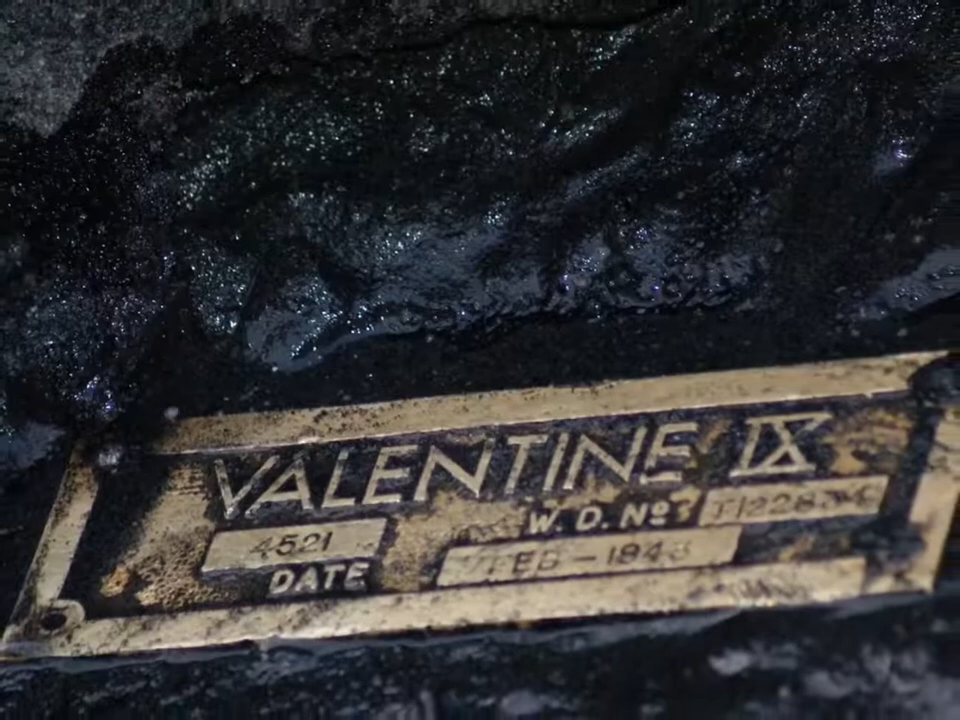 VALENTINE IX
4521 W. D. Nº
DATE FEB - 1943